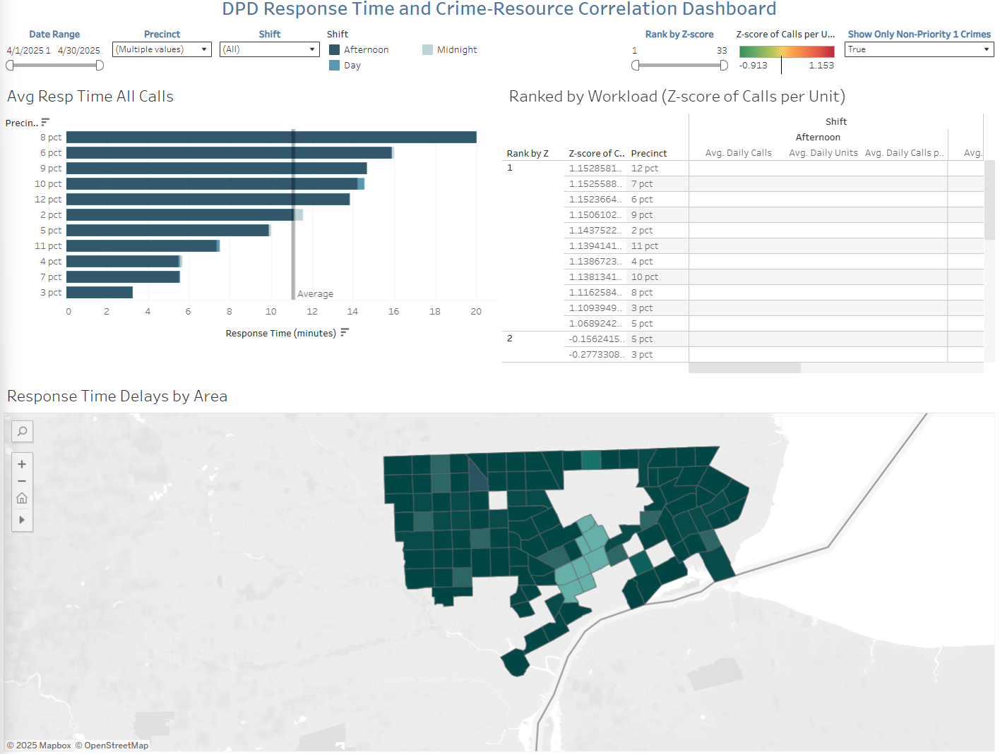 DPD Response Time and Crime-Resource Correlation Dashboard
Date Range
Precinct
Shift
Shift
Rank by Z-score
Z-score of Calls per U...
Show Only Non-Priority 1 Crimes
4/1/2025 1
4/30/2025
(Multiple values)
(All)
Afternoon
Midnight
Day
1
33
-0.913
1.153
True
Avg Resp Time All Calls
Precin..
8 pct
6 pct
9 pct
10 pct
12 pct
2 pct
5 pct
11 pct
4 pct
7 pct
3 pct
Average
0 2 4 6 8 10 12 14 16 18 20
Response Time (minutes)
Ranked by Workload (Z-score of Calls per Unit)
Shift
Afternoon
Rank by Z Z-score of C.. Precinct Avg. Daily Calls Avg. Daily Units Avg. Daily Calls p.. Avg.
1 1.1528581.. 12 pct
1.1525588.. 7 pct
1.1523664.. 6 pct
1.1506102.. 9 pct
1.1437522.. 2 pct
1.1394141.. 11 pct
1.1386723.. 4 pct
1.1381341.. 10 pct
1.1162584.. 8 pct
1.1093949.. 3 pct
1.0689242.. 5 pct
2 -0.1562415.. 5 pct
-0.2773308.. 3 pct
Response Time Delays by Area
© 2025 Mapbox © OpenStreetMap